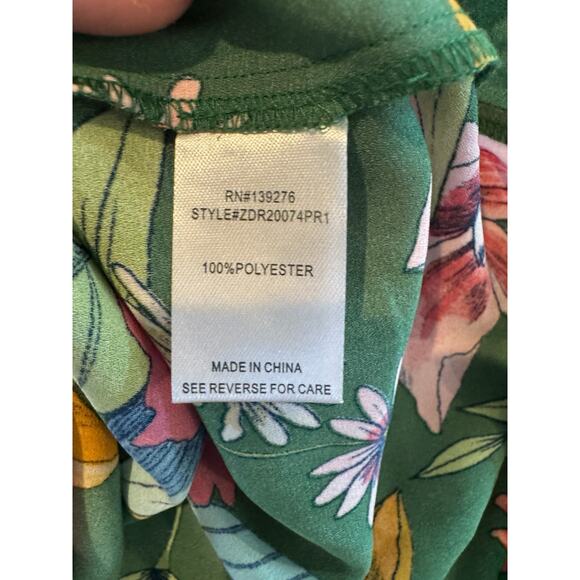 RN#139276
STYLE#ZDR20074PR1
100%POLYESTER
MADE IN CHINA
SEE REVERSE FOR CARE